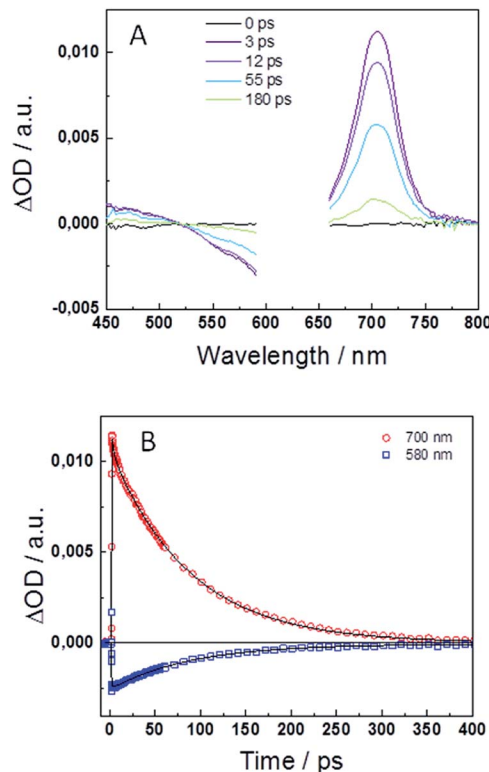 A
0 ps
3 ps
12 ps
55 ps
180 ps
0,010
0,005
0,000
-0,005
ΔOD / a.u.
450 500 550 600 650 700 750 800
Wavelength / nm
B
700 nm
580 nm
0,010
0,005
0,000
ΔOD / a.u.
0 50 100 150 200 250 300 350 400
Time / ps